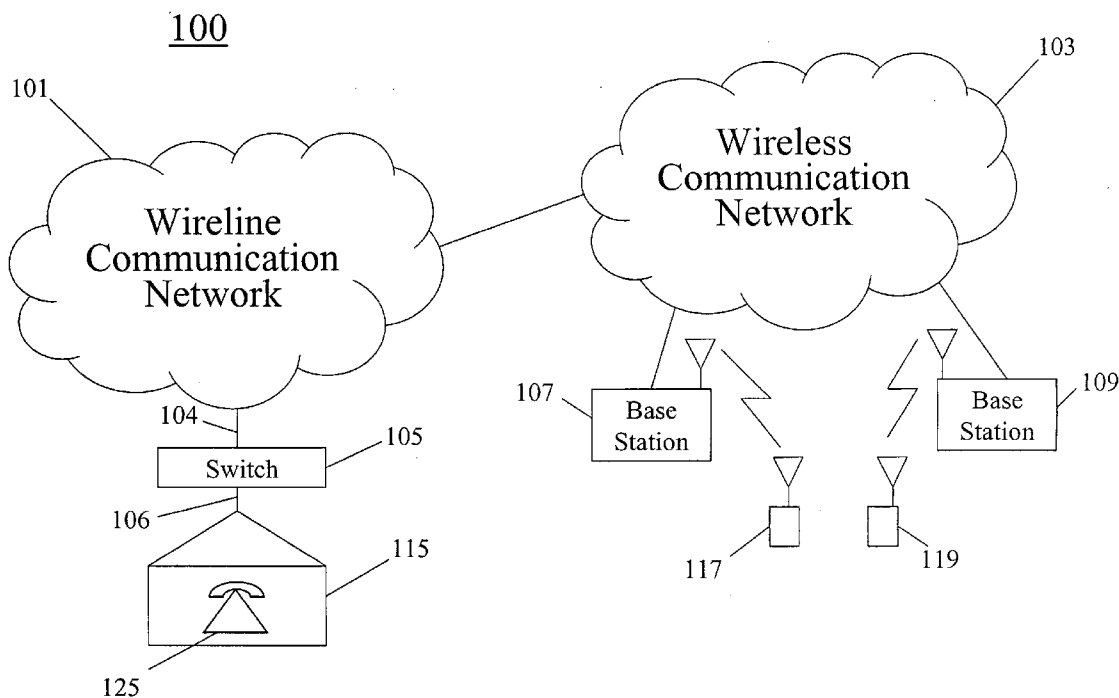 100
103
101
Wireless
Communication
Network
Wireline
Communication
Network
107
Base
Station
109
Base
Station
104
105
Switch
106
115
117
119
125